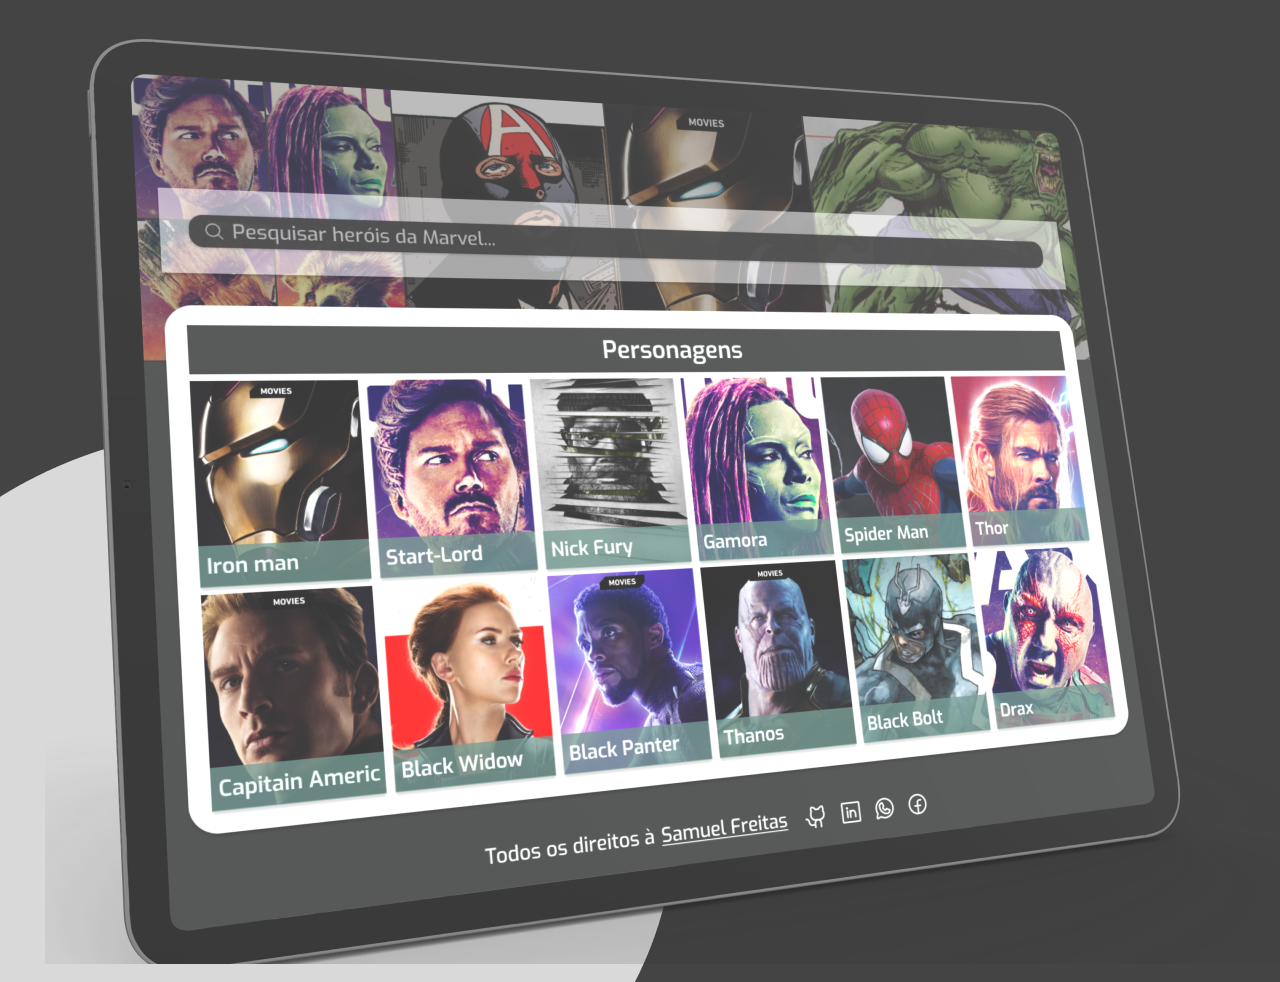 MOVIES
Pesquisar heróis da Marvel...
Personagens
MOVIES
Iron man
Start-Lord
Nick Fury
Gamora
Spider Man
Thor
MOVIES
MOVIES
MOVIES
Capitain Americ
Black Widow
Black Panter
Thanos
Black Bolt
Drax
Todos os direitos à Samuel Freitas